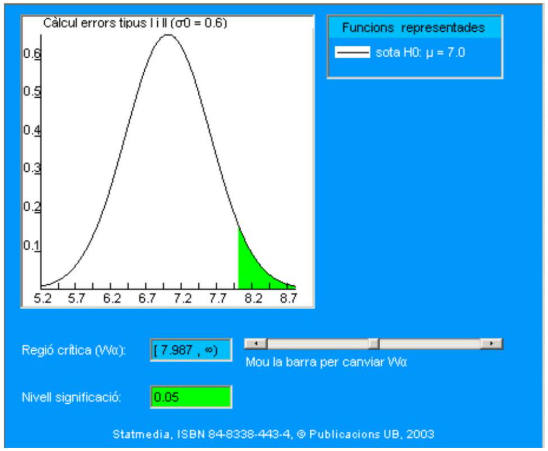 Càlcul errors tipus I i II (σ0 = 0.6)
0.6
0.5
0.4
0.3
0.2
0.1
5.2 5.7 6.2 6.7 7.2 7.7 8.2 8.7
Funcions representades
sota H0: μ = 7.0
Regió crítica (Wα): [ 7.987 , ∞)
Mou la barra per canviar Wα
Nivell significació: 0.05
Statmedia, ISBN 84-8338-443-4, ® Publicacions UB, 2003